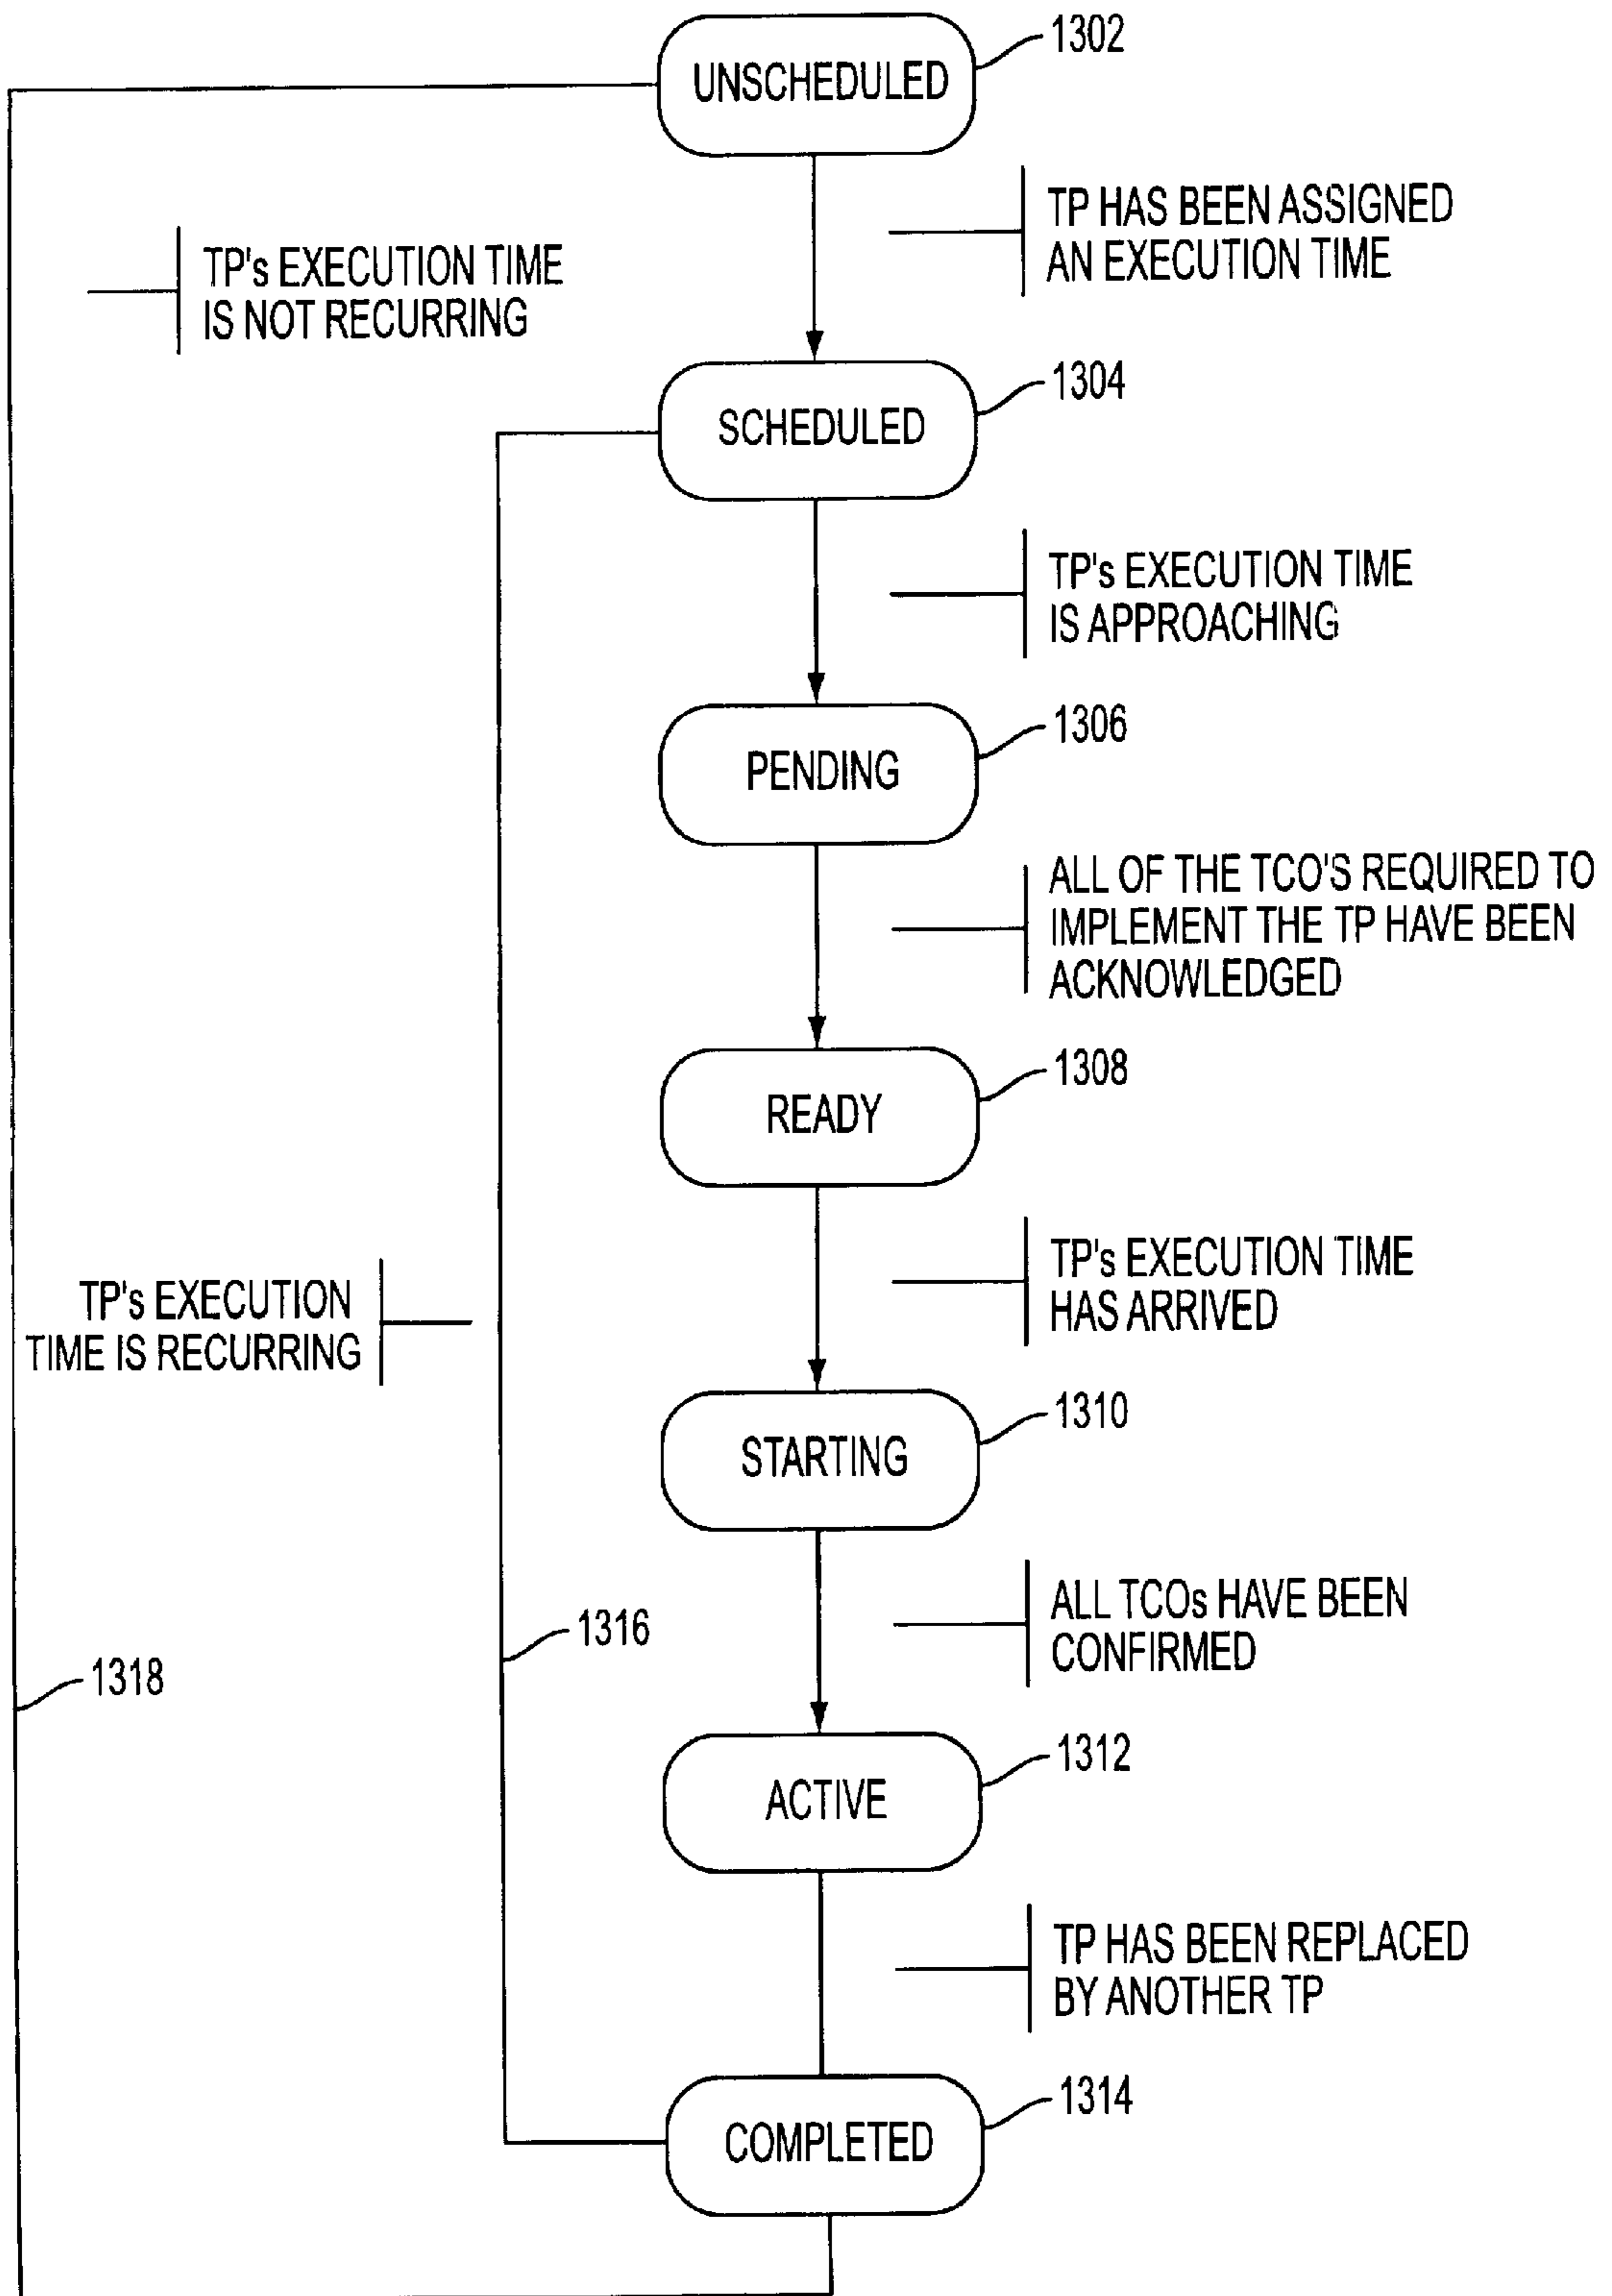 1302
UNSCHEDULED
TP HAS BEEN ASSIGNED
AN EXECUTION TIME
TP's EXECUTION TIME
IS NOT RECURRING
1304
SCHEDULED
TP's EXECUTION TIME
IS APPROACHING
1306
PENDING
ALL OF THE TCO'S REQUIRED TO
IMPLEMENT THE TP HAVE BEEN
ACKNOWLEDGED
1308
READY
TP's EXECUTION TIME
HAS ARRIVED
TP's EXECUTION
TIME IS RECURRING
1310
STARTING
ALL TCOs HAVE BEEN
CONFIRMED
1316
1318
1312
ACTIVE
TP HAS BEEN REPLACED
BY ANOTHER TP
1314
COMPLETED